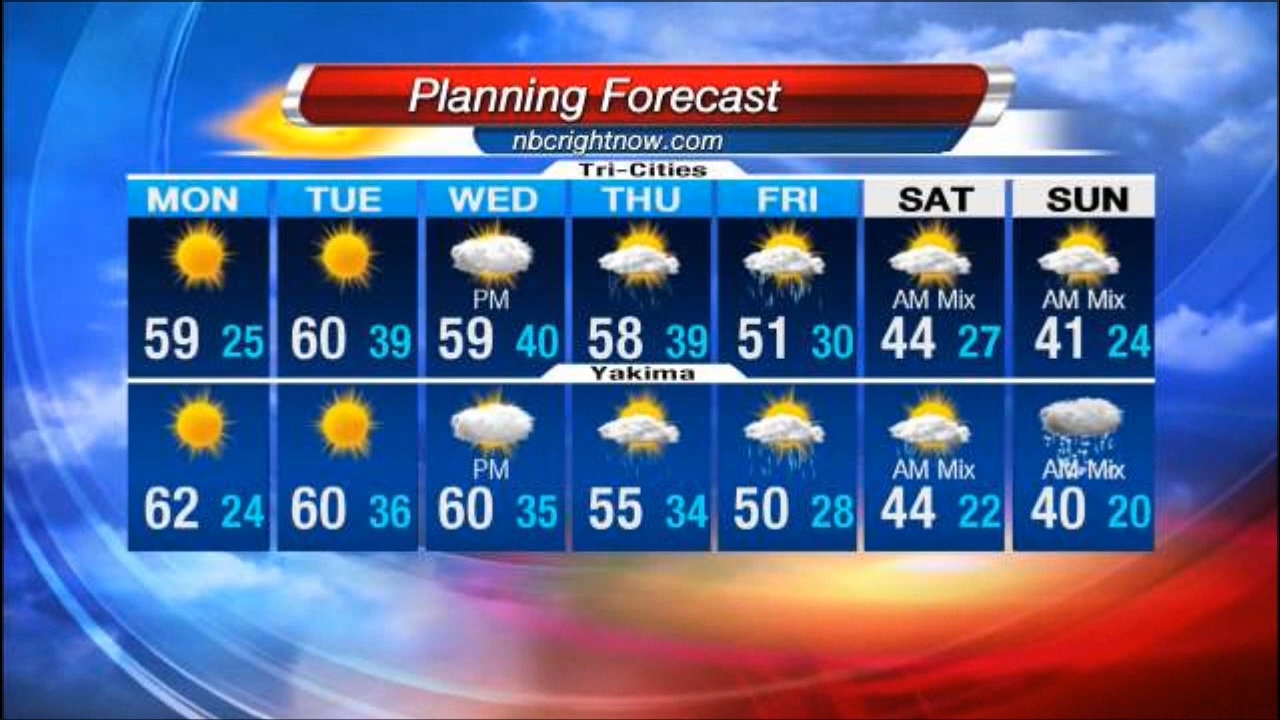 Planning Forecast
nbcrightnow.com
Tri-Cities
MON TUE WED THU FRI SAT SUN
PM AM Mix AM Mix
59 25 60 39 59 40 58 39 51 30 44 27 41 24
Yakima
PM AM Mix AM Mix
62 24 60 36 60 35 55 34 50 28 44 22 40 20